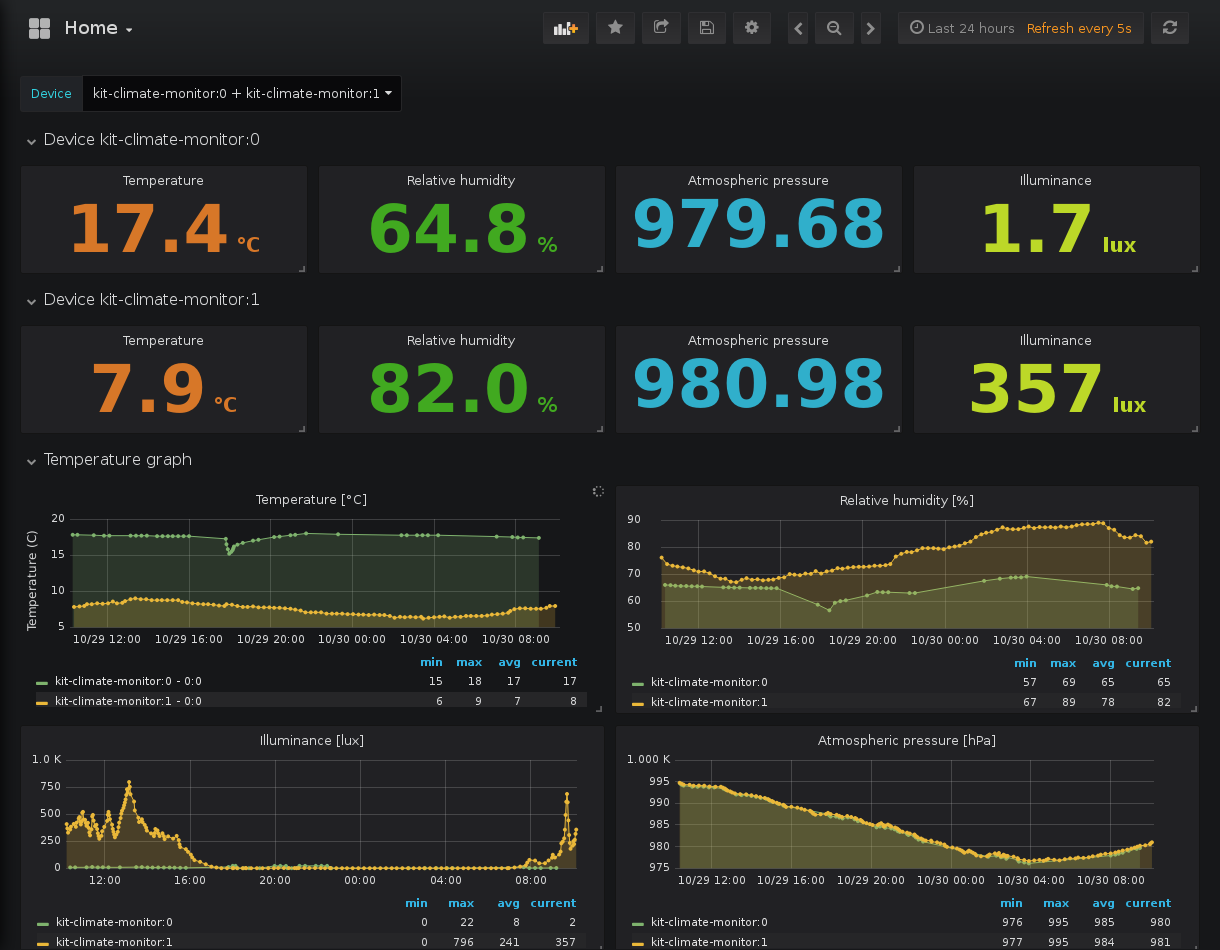 Home
Last 24 hours Refresh every 5s
Device kit-climate-monitor:0 + kit-climate-monitor:1
Device kit-climate-monitor:0
Temperature Relative humidity Atmospheric pressure Illuminance
17.4 °C 64.8 % 979.68 1.7 lux
Device kit-climate-monitor:1
Temperature Relative humidity Atmospheric pressure Illuminance
7.9 °C 82.0 % 980.98 357 lux
Temperature graph
Temperature [°C]
Temperature (C)
20
15
10
5
10/29 12:00 10/29 16:00 10/29 20:00 10/30 00:00 10/30 04:00 10/30 08:00
min max avg current
kit-climate-monitor:0 - 0:0 15 18 17 17
kit-climate-monitor:1 - 0:0 6 9 7 8
Relative humidity [%]
90
80
70
60
50
10/29 12:00 10/29 16:00 10/29 20:00 10/30 00:00 10/30 04:00 10/30 08:00
min max avg current
kit-climate-monitor:0 57 69 65 65
kit-climate-monitor:1 67 89 78 82
Illuminance [lux]
1.0 K
750
500
250
0
12:00 16:00 20:00 00:00 04:00 08:00
min max avg current
kit-climate-monitor:0 0 22 8 2
kit-climate-monitor:1 0 796 241 357
Atmospheric pressure [hPa]
1.000 K
995
990
985
980
975
10/29 12:00 10/29 16:00 10/29 20:00 10/30 00:00 10/30 04:00 10/30 08:00
min max avg current
kit-climate-monitor:0 976 995 985 980
kit-climate-monitor:1 977 995 984 981